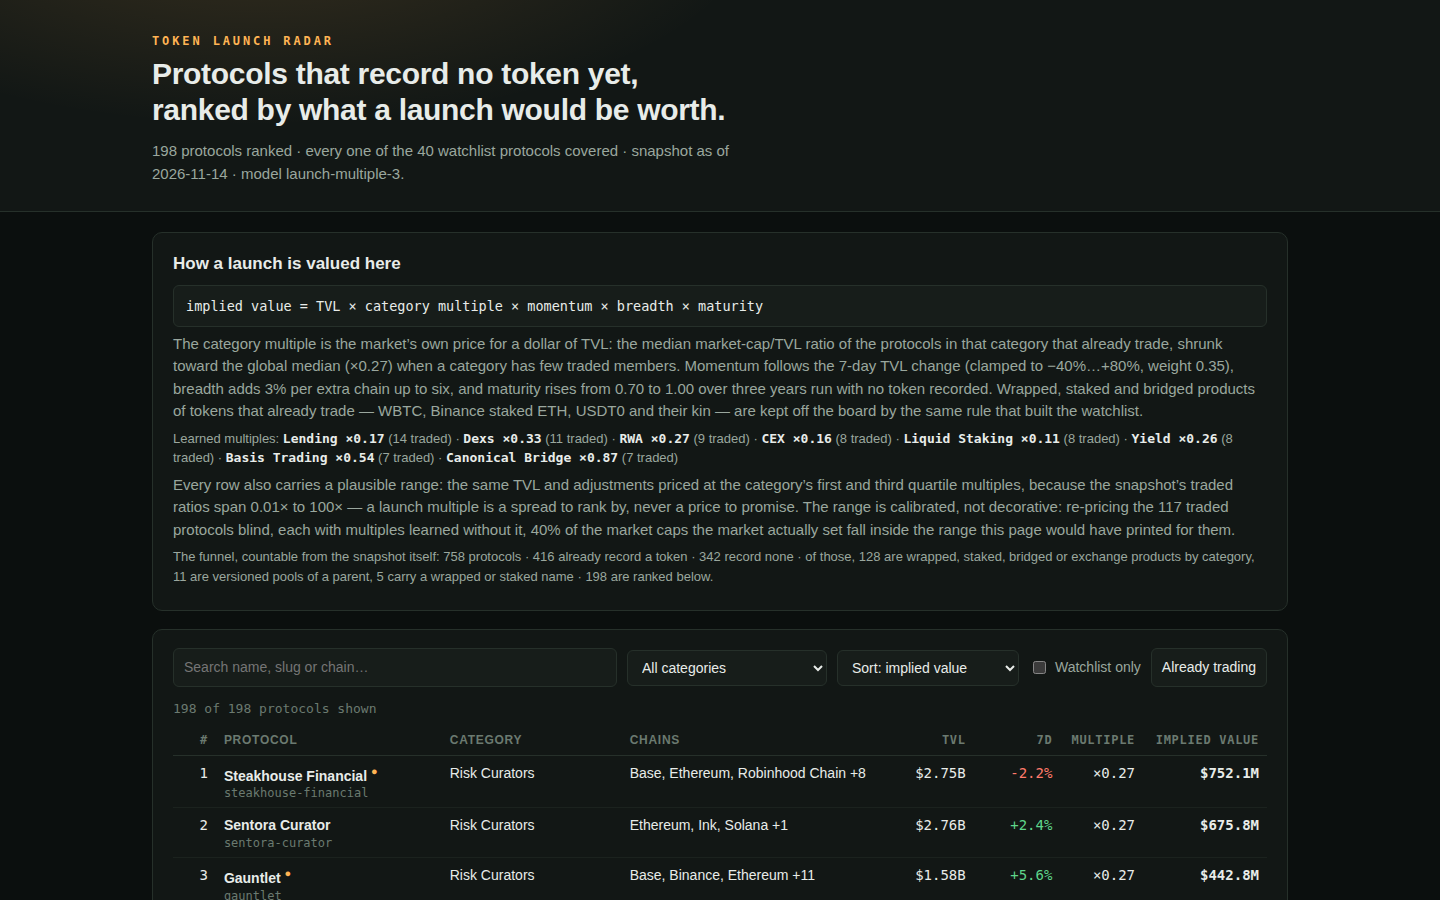 TOKEN LAUNCH RADAR
Protocols that record no token yet,
ranked by what a launch would be worth.
198 protocols ranked · every one of the 40 watchlist protocols covered · snapshot as of
2026-11-14 · model launch-multiple-3.
How a launch is valued here
implied value = TVL × category multiple × momentum × breadth × maturity
The category multiple is the market’s own price for a dollar of TVL: the median market-cap/TVL ratio of the protocols in that category that already trade, shrunk
toward the global median (×0.27) when a category has few traded members. Momentum follows the 7-day TVL change (clamped to −40%…+80%, weight 0.35),
breadth adds 3% per extra chain up to six, and maturity rises from 0.70 to 1.00 over three years run with no token recorded. Wrapped, staked and bridged products
of tokens that already trade — WBTC, Binance staked ETH, USDT0 and their kin — are kept off the board by the same rule that built the watchlist.
Learned multiples: Lending ×0.17 (14 traded) · Dexs ×0.33 (11 traded) · RWA ×0.27 (9 traded) · CEX ×0.16 (8 traded) · Liquid Staking ×0.11 (8 traded) · Yield ×0.26 (8
traded) · Basis Trading ×0.54 (7 traded) · Canonical Bridge ×0.87 (7 traded)
Every row also carries a plausible range: the same TVL and adjustments priced at the category’s first and third quartile multiples, because the snapshot’s traded
ratios span 0.01× to 100× — a launch multiple is a spread to rank by, never a price to promise. The range is calibrated, not decorative: re-pricing the 117 traded
protocols blind, each with multiples learned without it, 40% of the market caps the market actually set fall inside the range this page would have printed for them.
The funnel, countable from the snapshot itself: 758 protocols · 416 already record a token · 342 record none · of those, 128 are wrapped, staked, bridged or exchange products by category,
11 are versioned pools of a parent, 5 carry a wrapped or staked name · 198 are ranked below.
Search name, slug or chain… All categories Sort: implied value Watchlist only Already trading
198 of 198 protocols shown
# PROTOCOL CATEGORY CHAINS TVL 7D MULTIPLE IMPLIED VALUE
1 Steakhouse Financial Risk Curators Base, Ethereum, Robinhood Chain +8 $2.75B -2.2% ×0.27 $752.1M
steakhouse-financial
2 Sentora Curator Risk Curators Ethereum, Ink, Solana +1 $2.76B +2.4% ×0.27 $675.8M
sentora-curator
3 Gauntlet Risk Curators Base, Binance, Ethereum +11 $1.58B +5.6% ×0.27 $442.8M
gauntlet